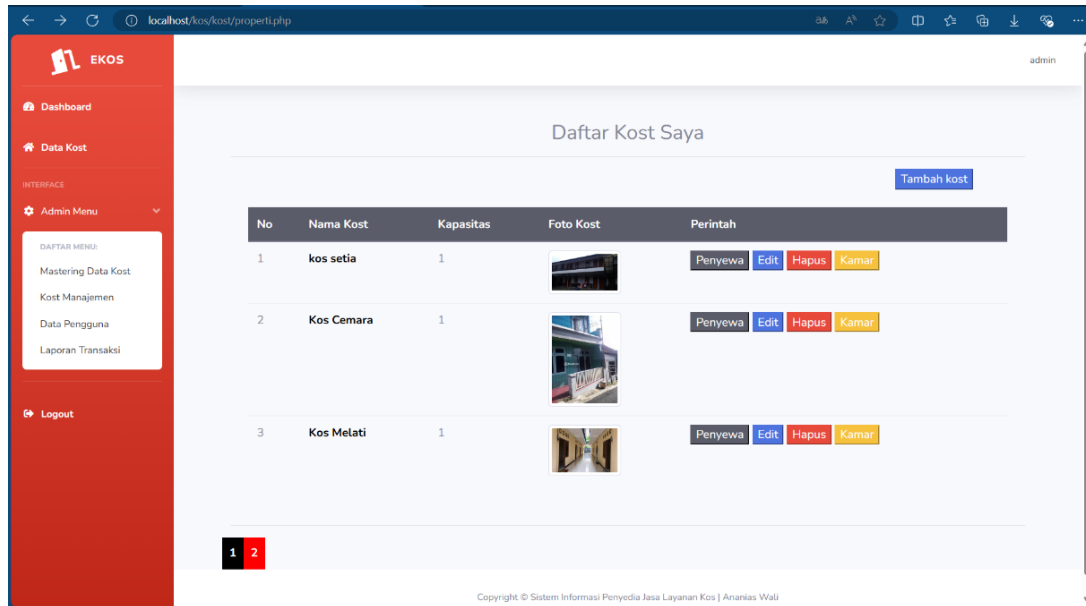 localhost/kos/kost/properti.php
EKOS
admin
Dashboard
Data Kost
INTERFACE
Admin Menu
DAFTAR MENU:
Mastering Data Kost
Kost Manajemen
Data Pengguna
Laporan Transaksi
Logout
Daftar Kost Saya
Tambah kost
No Nama Kost Kapasitas Foto Kost Perintah
1 kos setia 1 Penyewa Edit Hapus Kamar
2 Kos Cemara 1 Penyewa Edit Hapus Kamar
3 Kos Melati 1 Penyewa Edit Hapus Kamar
1 2
Copyright © Sistem Informasi Penyedia Jasa Layanan Kos | Ananias Wali